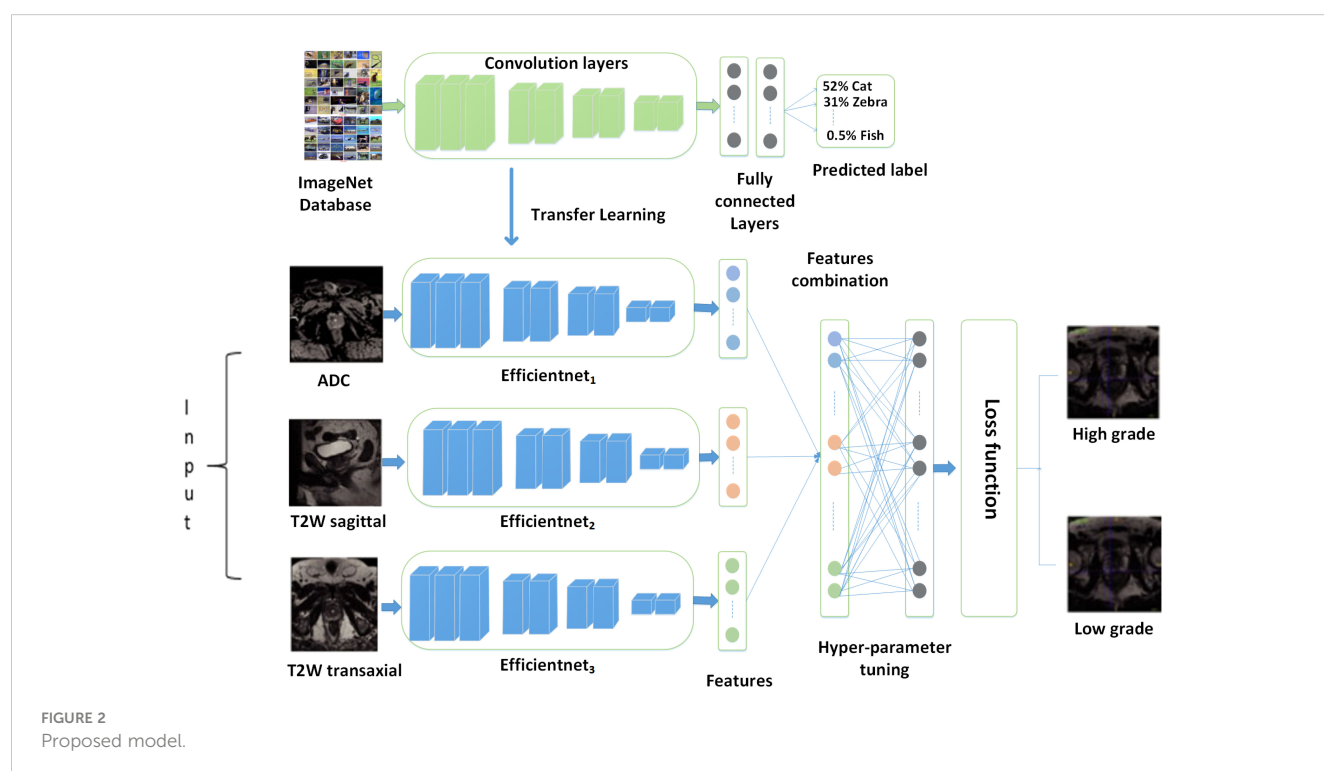 Convolution layers
52% Cat
31% Zebra
0.5% Fish
ImageNet
Database
Fully
connected
Layers
Predicted label
Transfer Learning
Features
combination
ADC
Efficientnet₁
I
n
p
u
t
T2W sagittal
Efficientnet₂
Loss function
High grade
Low grade
T2W transaxial
Efficientnet₃
Features
Hyper-parameter
tuning
FIGURE 2
Proposed model.